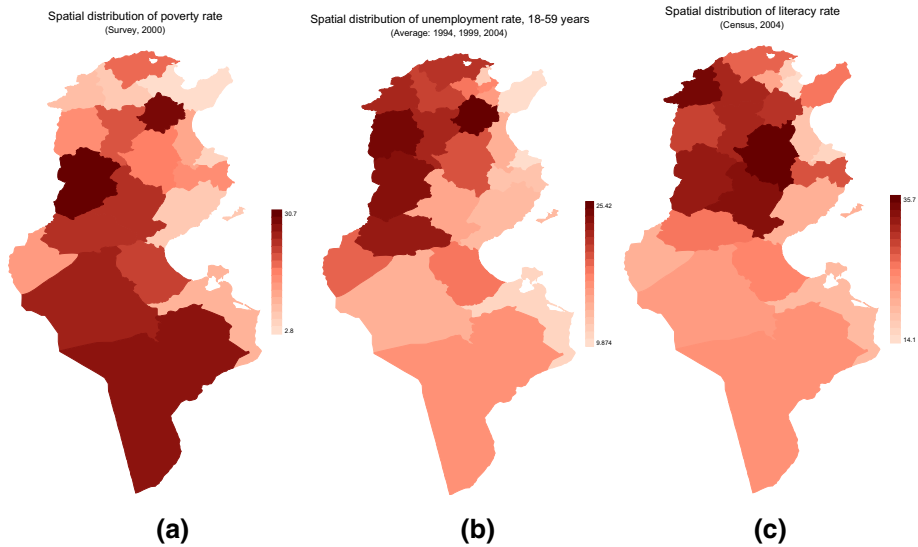 Spatial distribution of poverty rate
(Survey, 2000)
30.7
2.8
(a)
Spatial distribution of unemployment rate, 18-59 years
(Average: 1994, 1999, 2004)
25.42
9.874
(b)
Spatial distribution of literacy rate
(Census, 2004)
35.7
14.1
(c)